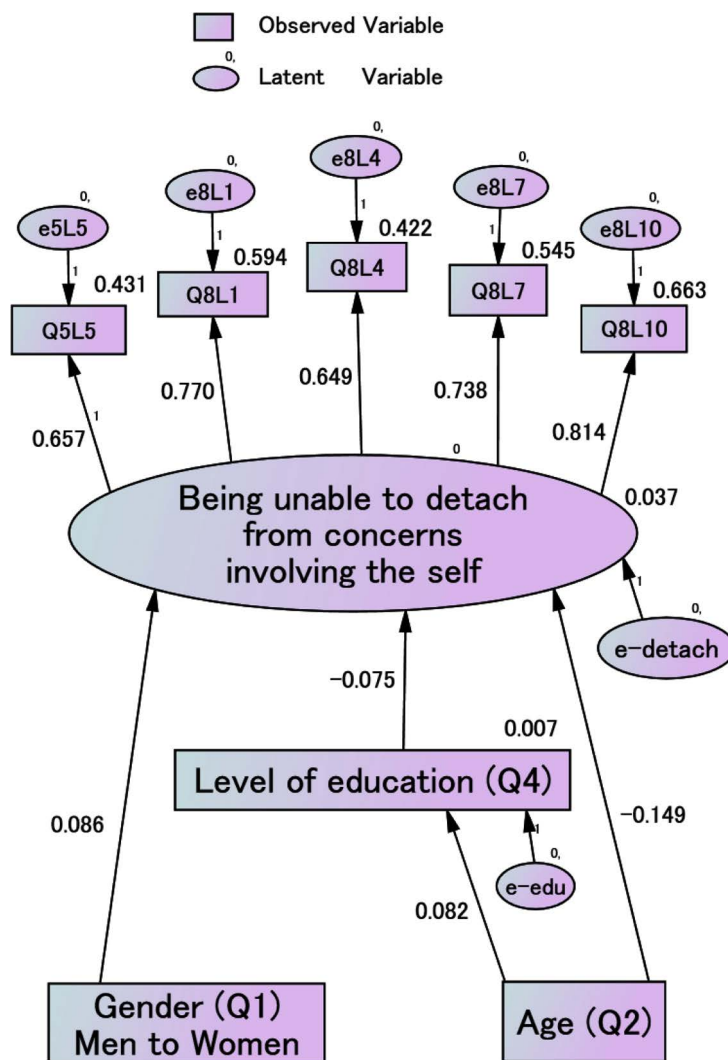 Observed Variable
0,
Latent Variable
0,
e8L4
0,
e8L1
0,
e8L7
0,
e5L5
0,
e8L10
1
1
1
1
1
0.431
0.594
0.422
0.545
0.663
Q5L5
Q8L1
Q8L4
Q8L7
Q8L10
0.657
1
0.770
0.649
0.738
0.814
0
0.037
Being unable to detach
from concerns
involving the self
1
0,
e-detach
-0.075
0.007
Level of education (Q4)
0.086
-0.149
1
0,
e-edu
0.082
Gender (Q1)
Men to Women
Age (Q2)